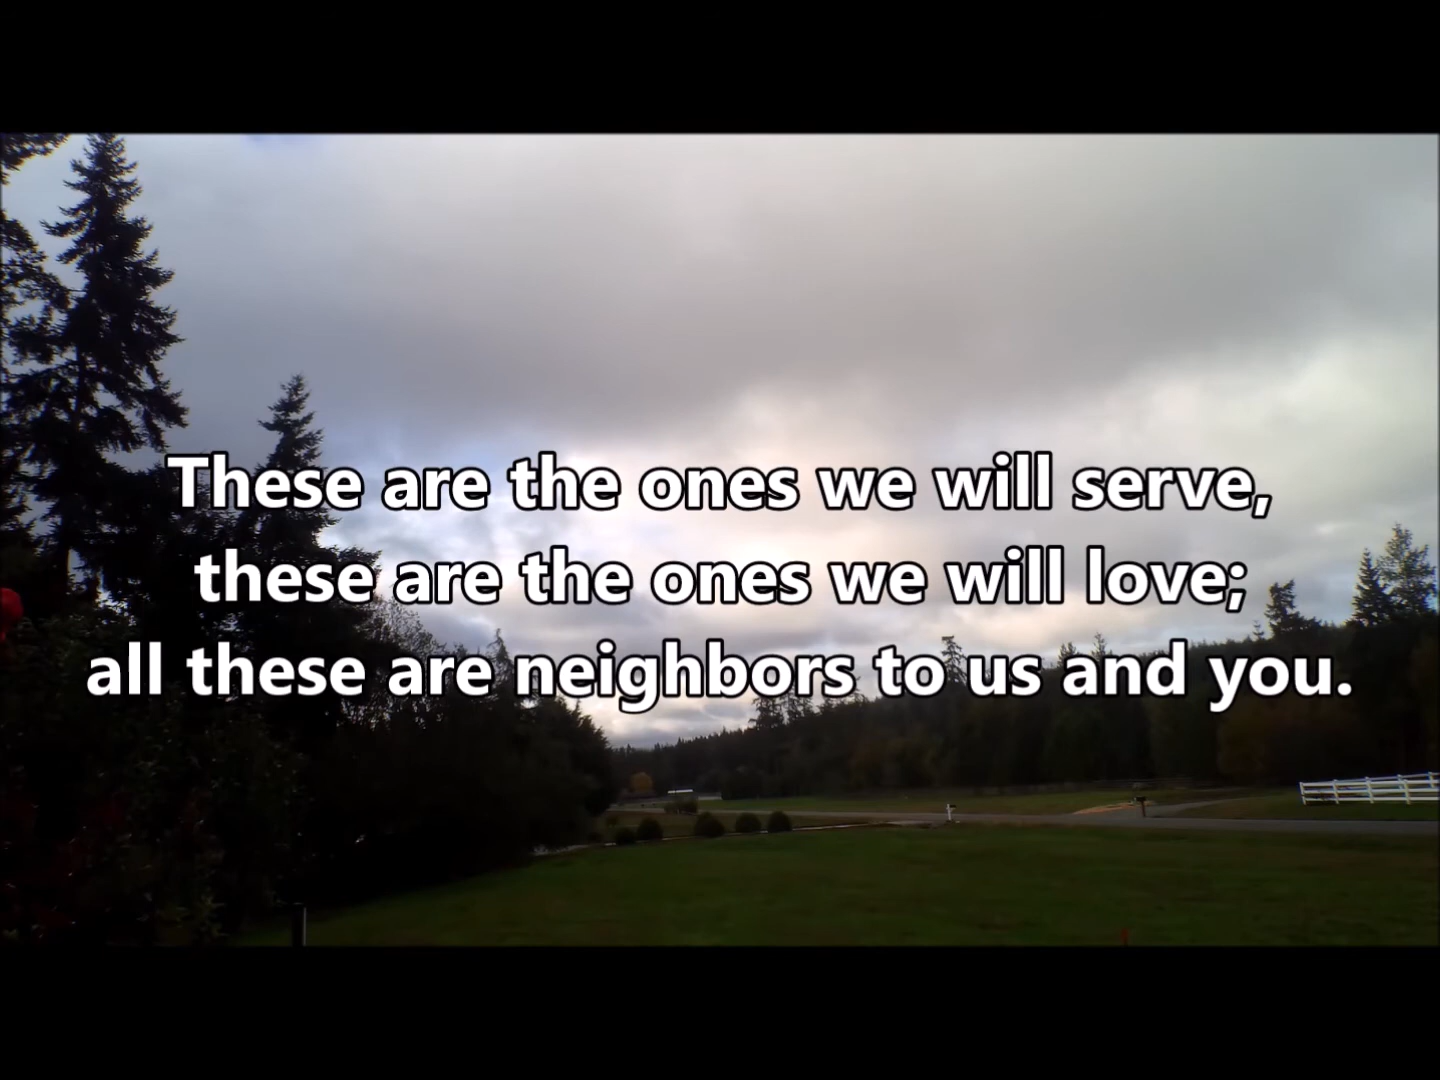 These are the ones we will serve,
these are the ones we will love;
all these are neighbors to us and you.